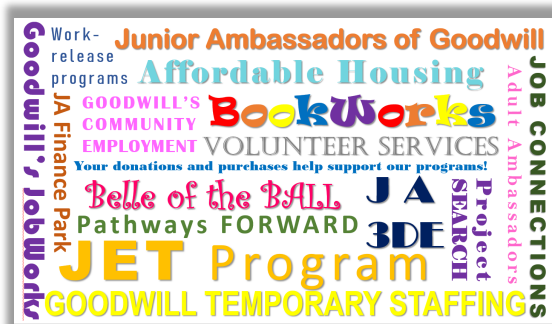 Goodwill's JobWorks
Work-
release
programs
Junior Ambassadors of Goodwill
Affordable Housing
JA Finance Park
GOODWILL'S
COMMUNITY
EMPLOYMENT
BookWorks
VOLUNTEER SERVICES
Your donations and purchases help support our programs!
Belle of the BALL
Pathways FORWARD
JA
3DE
Project
SEARCH
Adult Ambassadors
JOB CONNECTIONS
JET Program
GOODWILL TEMPORARY STAFFING